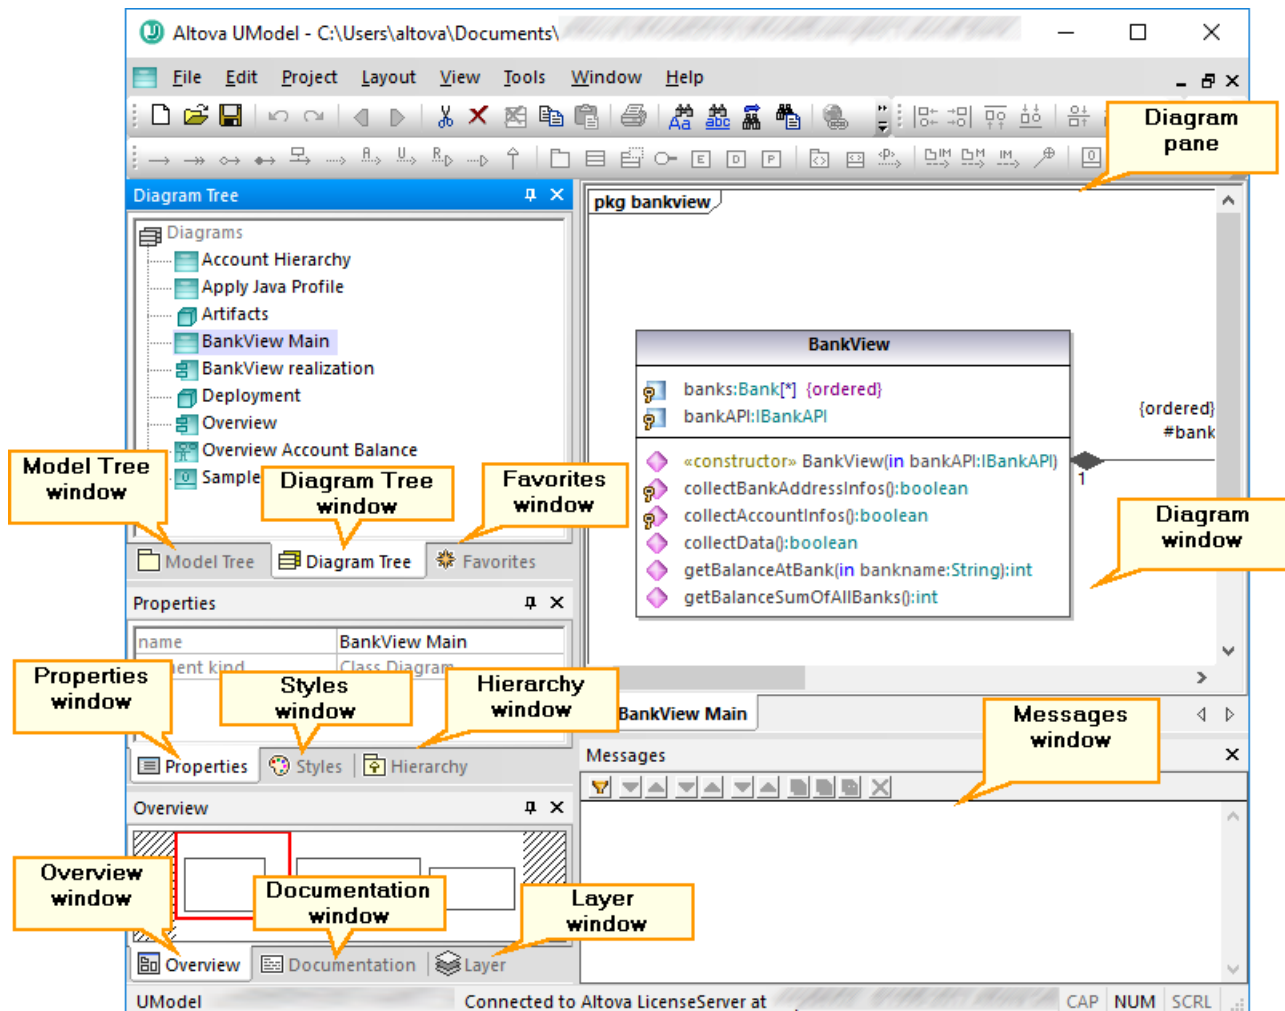 Altova UModel - C:\Users\altova\Documents\
File Edit Project Layout View Tools Window Help
Diagram
pane
Diagram Tree
Diagrams
Account Hierarchy
Apply Java Profile
Artifacts
BankView Main
BankView realization
Deployment
Overview
Overview Account Balance
Sample
Model Tree
window
Diagram Tree
window
Favorites
window
Model Tree Diagram Tree Favorites
pkg bankview
BankView
banks:Bank[*] {ordered}
bankAPI:IBankAPI
«constructor» BankView(in bankAPI:IBankAPI)
collectBankAddressInfos():boolean
collectAccountInfos():boolean
collectData():boolean
getBalanceAtBank(in bankname:String):int
getBalanceSumOfAllBanks():int
{ordered}
#bank
1
Diagram
window
BankView Main
Properties
name BankView Main
kind Class Diagram
Properties
window
Styles
window
Hierarchy
window
Properties Styles Hierarchy
Messages
Messages
window
Overview
Overview
window
Documentation
window
Layer
window
Overview Documentation Layer
UModel Connected to Altova LicenseServer at CAP NUM SCRL